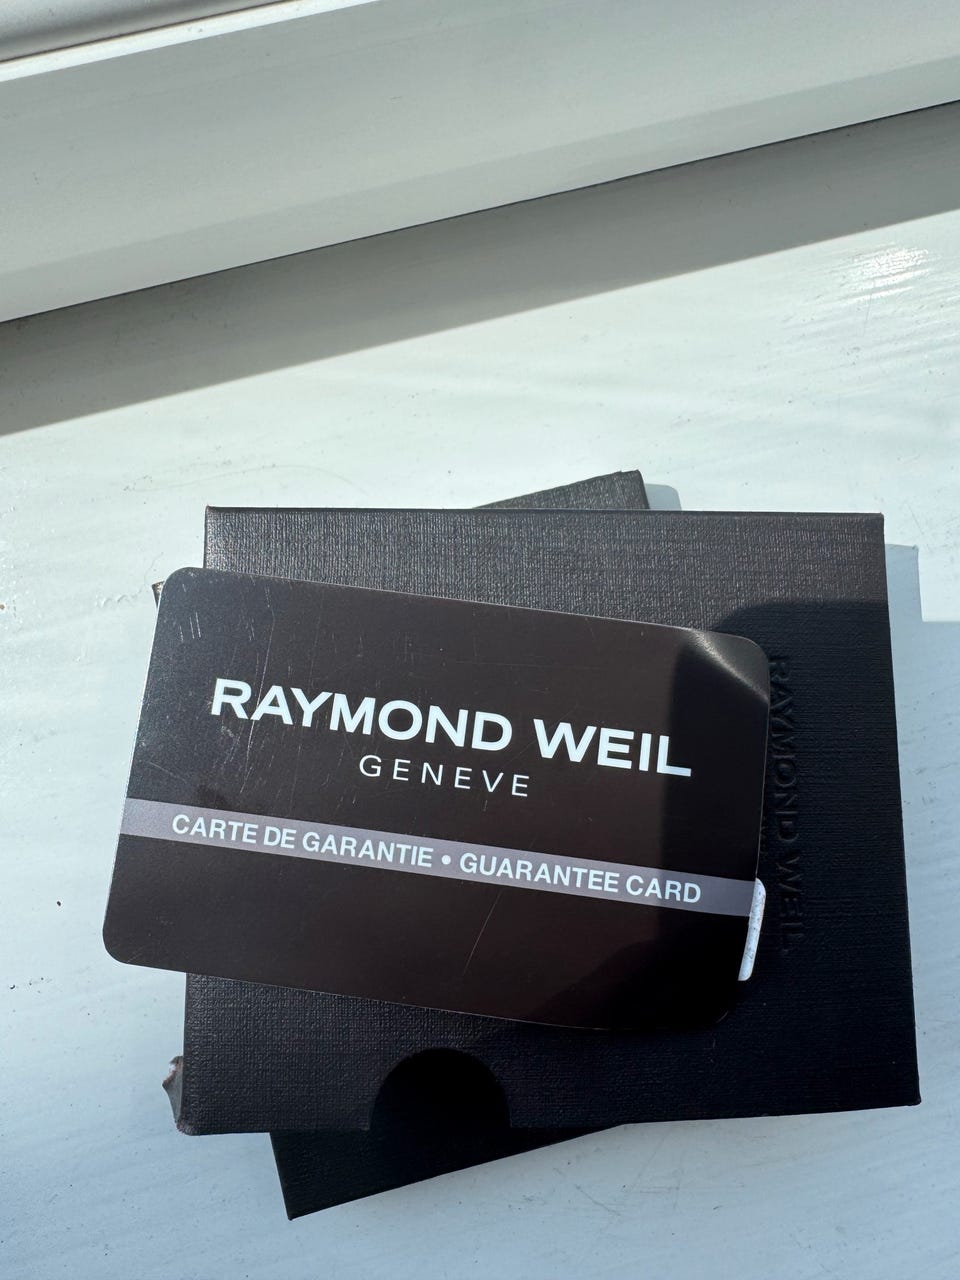 RAYMOND WEIL
GENEVE
CARTE DE GARANTIE • GUARANTEE CARD
RAYMOND WEIL